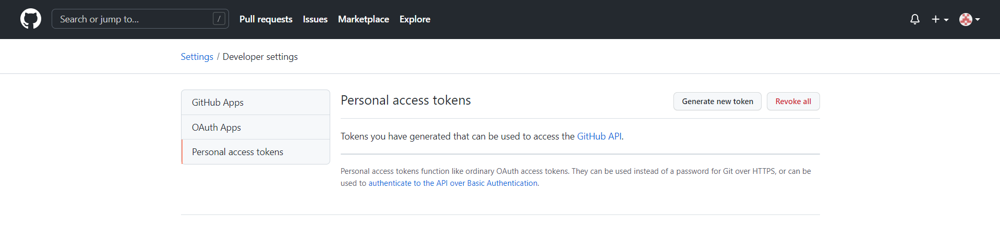 Search or jump to... /
Pull requests Issues Marketplace Explore
Settings / Developer settings
GitHub Apps
OAuth Apps
Personal access tokens
Personal access tokens
Generate new token
Revoke all
Tokens you have generated that can be used to access the GitHub API.
Personal access tokens function like ordinary OAuth access tokens. They can be used instead of a password for Git over HTTPS, or can be
used to authenticate to the API over Basic Authentication.